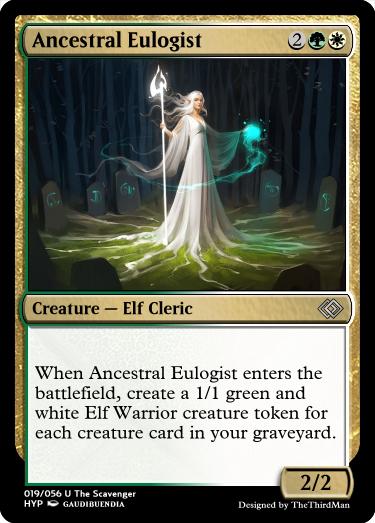 Ancestral Eulogist 2
Creature — Elf Cleric
When Ancestral Eulogist enters the
battlefield, create a 1/1 green and
white Elf Warrior creature token for
each creature card in your graveyard.
2/2
019/056 U The Scavenger
HYP GAUDIBUENDIA
Designed by TheThirdMan